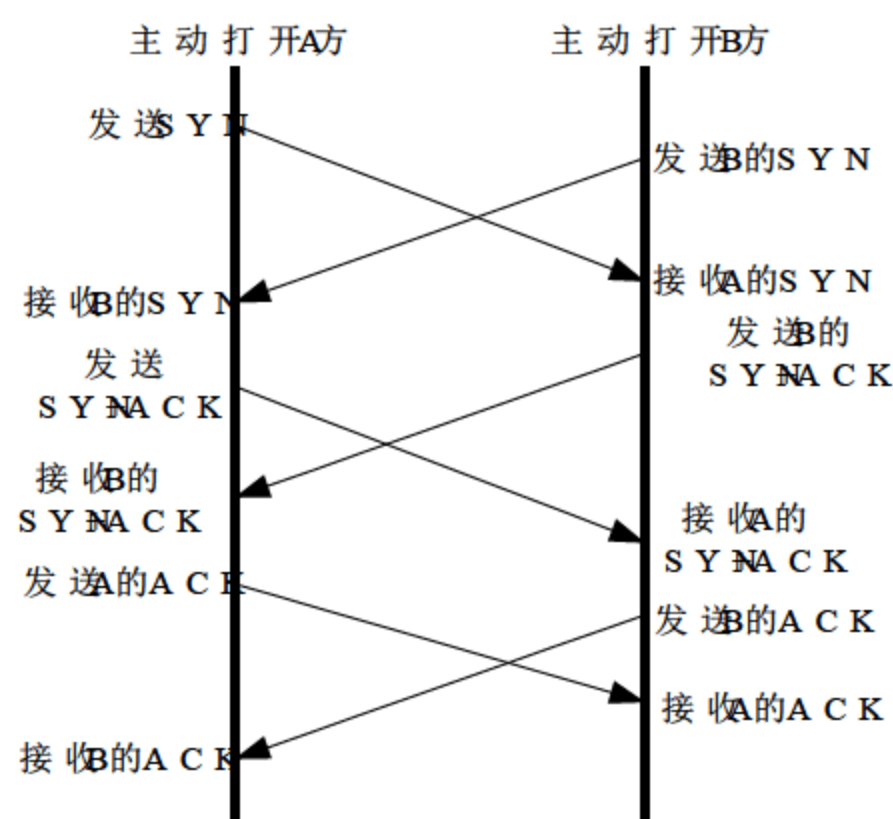 主动打开A方
主动打开B方
发送SYN
发送B的SYN
接收A的SYN
接收B的SYN
发送B的
SYN+ACK
发送
SYN+ACK
接收B的
SYN+ACK
接收A的
SYN+ACK
发送A的ACK
发送B的ACK
接收A的ACK
接收B的ACK